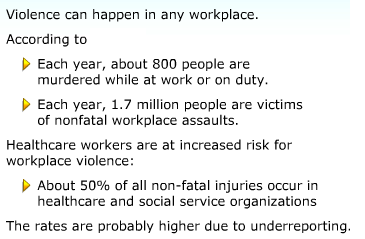 Violence can happen in any workplace.
According to
Each year, about 800 people are
murdered while at work or on duty.
Each year, 1.7 million people are victims
of nonfatal workplace assaults.
Healthcare workers are at increased risk for
workplace violence:
About 50% of all non-fatal injuries occur in
healthcare and social service organizations
The rates are probably higher due to underreporting.